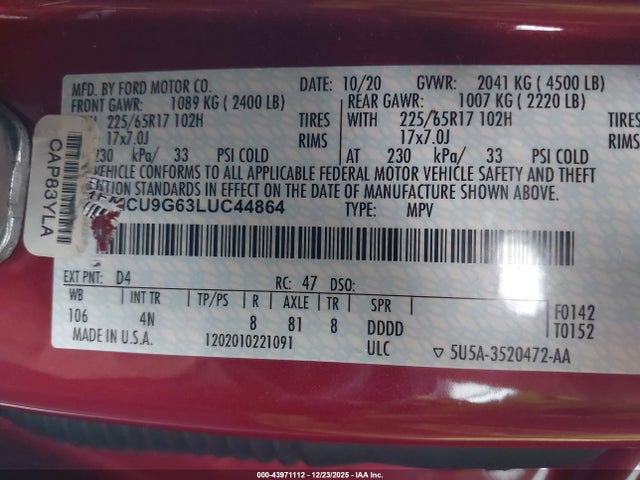 MFD. BY FORD MOTOR CO. 10/20 GVWR: 2041 KG ( 4500 LB)
FRONT GAWR: 1089 KG ( 2400 LB) REAR GAWR: 1007 KG ( 2220 LB)
225/65R17 102H TIRES WITH 225/65R17 102H TIRES
17x7.0J RIMS 17x7.0J RIMS
230 kPa/ 33 PSI COLD AT 230 kPa/ 33 PSI COLD
VEHICLE CONFORMS TO ALL APPLICABLE FEDERAL MOTOR VEHICLE SAFETY AND THEFT
STANDARDS IN EFFECT ON THE DATE OF MANUFACTURE SHOWN ABOVE.
CU9G63LUC44864 TYPE: MPV
CAP83YLA
EXT PNT: D4 RC: 47 DSO:
WB INT TR TP/PS R AXLE TR SPR
106 4N 8 81 8 DDDD
F0142
T0152
MADE IN U.S.A. 1202010221091 ULC 5U5A-3520472-AA
000-43971112 - 12/23/2025 - IAA Inc.